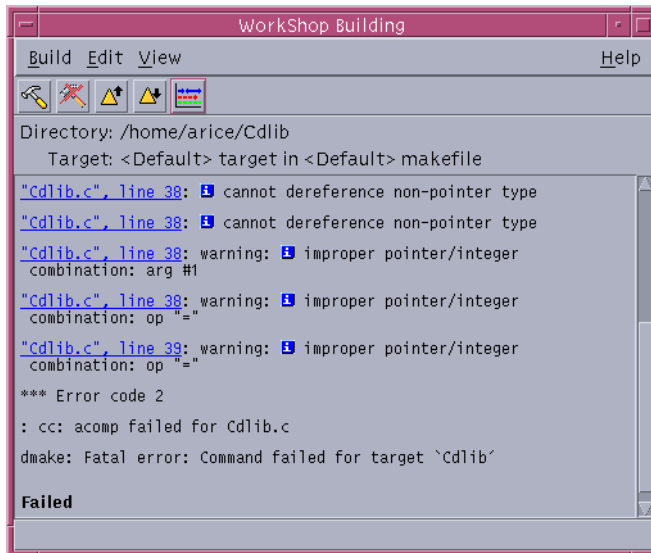 WorkShop Building
Build Edit View Help
Directory: /home/arice/Cdlib
Target: <Default> target in <Default> makefile
"Cdlib.c", line 38: i cannot dereference non-pointer type
"Cdlib.c", line 38: i cannot dereference non-pointer type
"Cdlib.c", line 38: warning: i improper pointer/integer
combination: arg #1
"Cdlib.c", line 38: warning: i improper pointer/integer
combination: op "="
"Cdlib.c", line 39: warning: i improper pointer/integer
combination: op "="
*** Error code 2
: cc: acomp failed for Cdlib.c
dmake: Fatal error: Command failed for target `Cdlib´
Failed